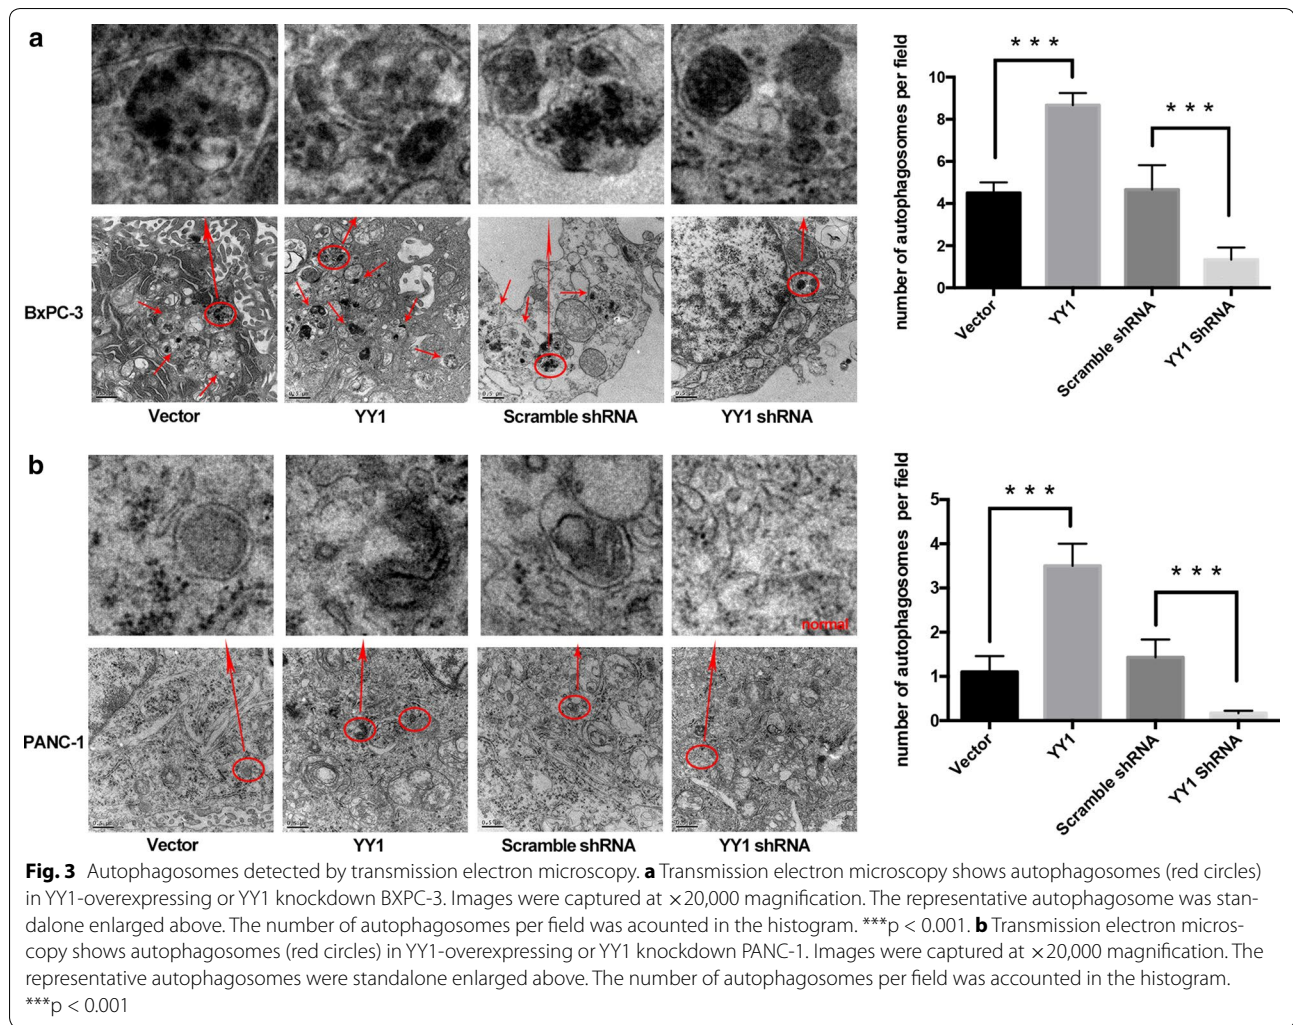 a
BxPC-3
Vector
YY1
Scramble shRNA
YY1 shRNA
number of autophagosomes per field
10
8
6
4
2
0
***
***
Vector
YY1
Scramble shRNA
YY1 ShRNA
b
normal
PANC-1
Vector
YY1
Scramble shRNA
YY1 shRNA
number of autophagosomes per field
5
4
3
2
1
0
***
***
Vector
YY1
Scramble shRNA
YY1 ShRNA
Fig. 3 Autophagosomes detected by transmission electron microscopy. a Transmission electron microscopy shows autophagosomes (red circles)
in YY1-overexpressing or YY1 knockdown BXPC-3. Images were captured at ×20,000 magnification. The representative autophagosome was stan-
dalone enlarged above. The number of autophagosomes per field was acounted in the histogram. ***p < 0.001. b Transmission electron micros-
copy shows autophagosomes (red circles) in YY1-overexpressing or YY1 knockdown PANC-1. Images were captured at ×20,000 magnification. The
representative autophagosomes were standalone enlarged above. The number of autophagosomes per field was accounted in the histogram.
***p < 0.001